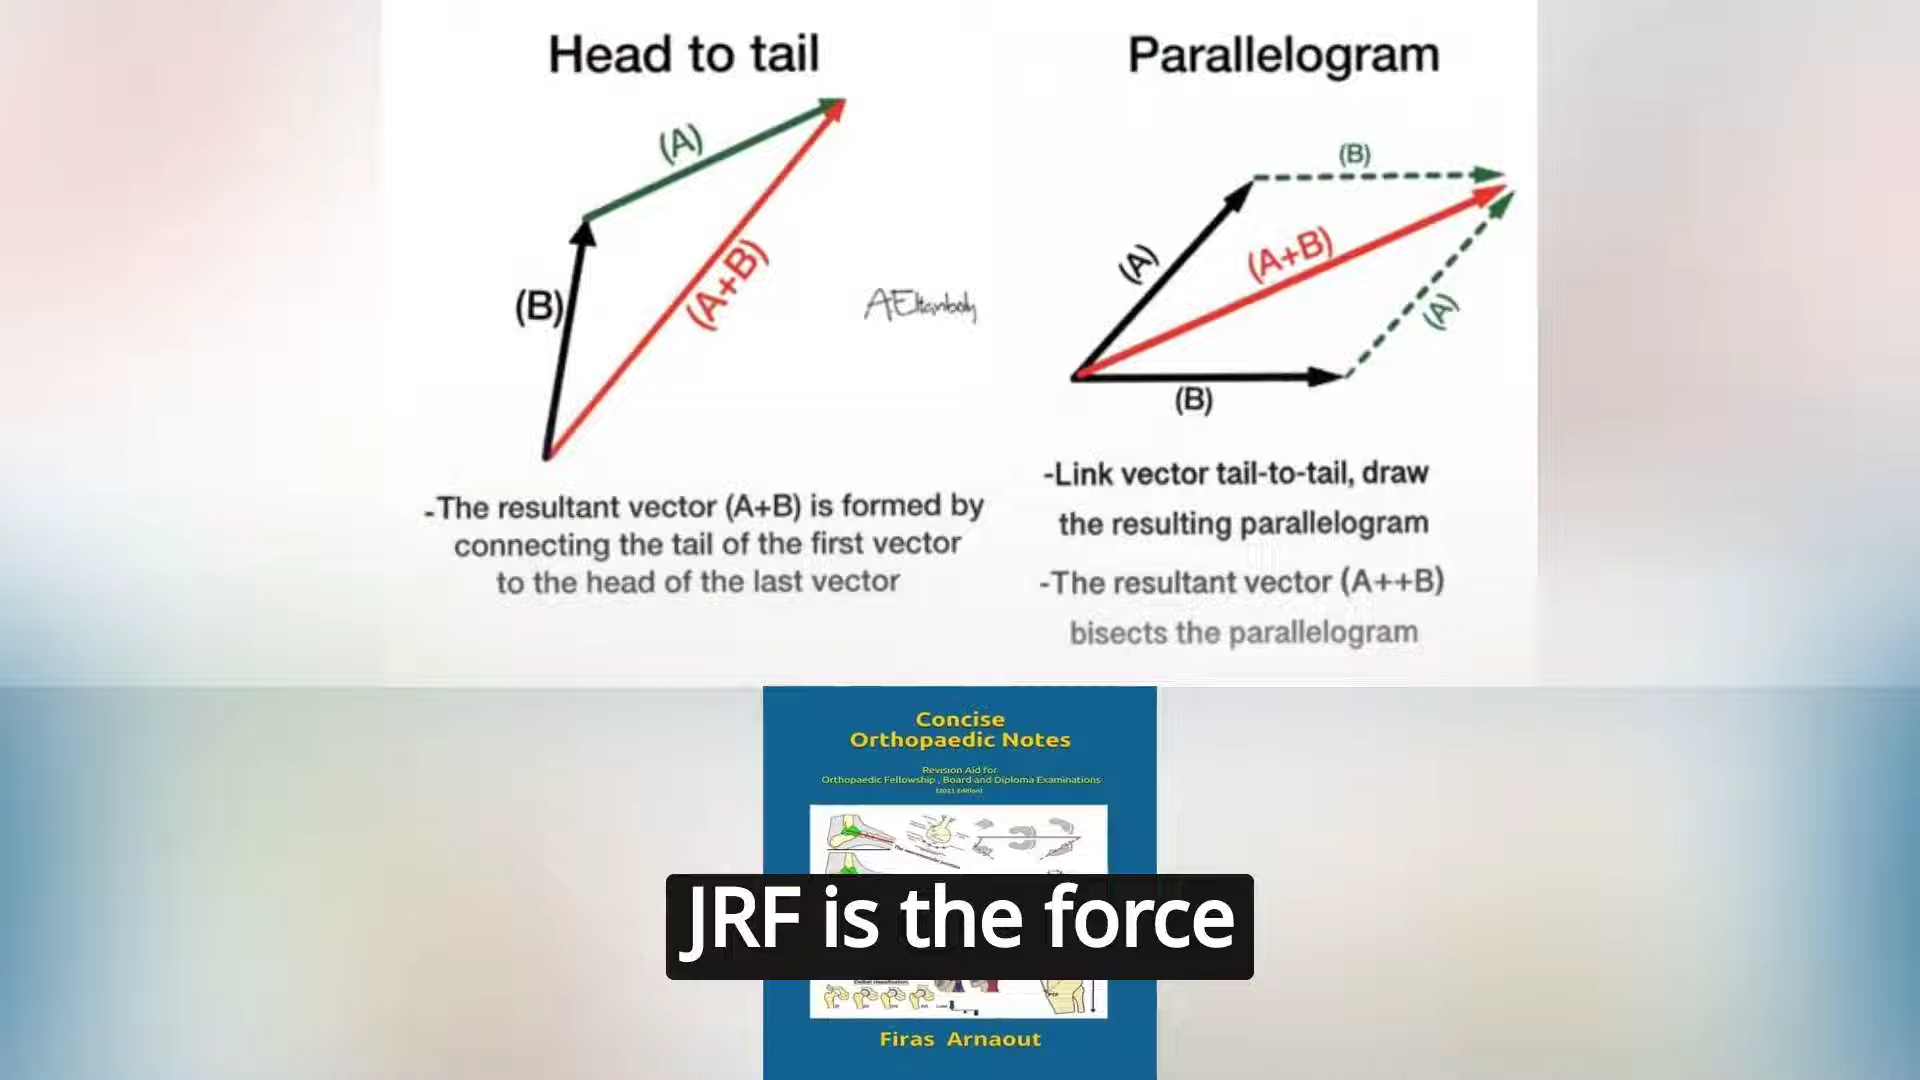 Head to tail
(A)
(B)
(A+B)
-The resultant vector (A+B) is formed by
connecting the tail of the first vector
to the head of the last vector
Parallelogram
(B)
(A)
(A+B)
(A)
(B)
-Link vector tail-to-tail, draw
the resulting parallelogram
-The resultant vector (A++B)
bisects the parallelogram
Concise
Orthopaedic Notes
Revision Aid for
Orthopaedic Fellowship , Board and Diploma Examinations
(2021 Edition)
JRF is the force
Firas Arnaout